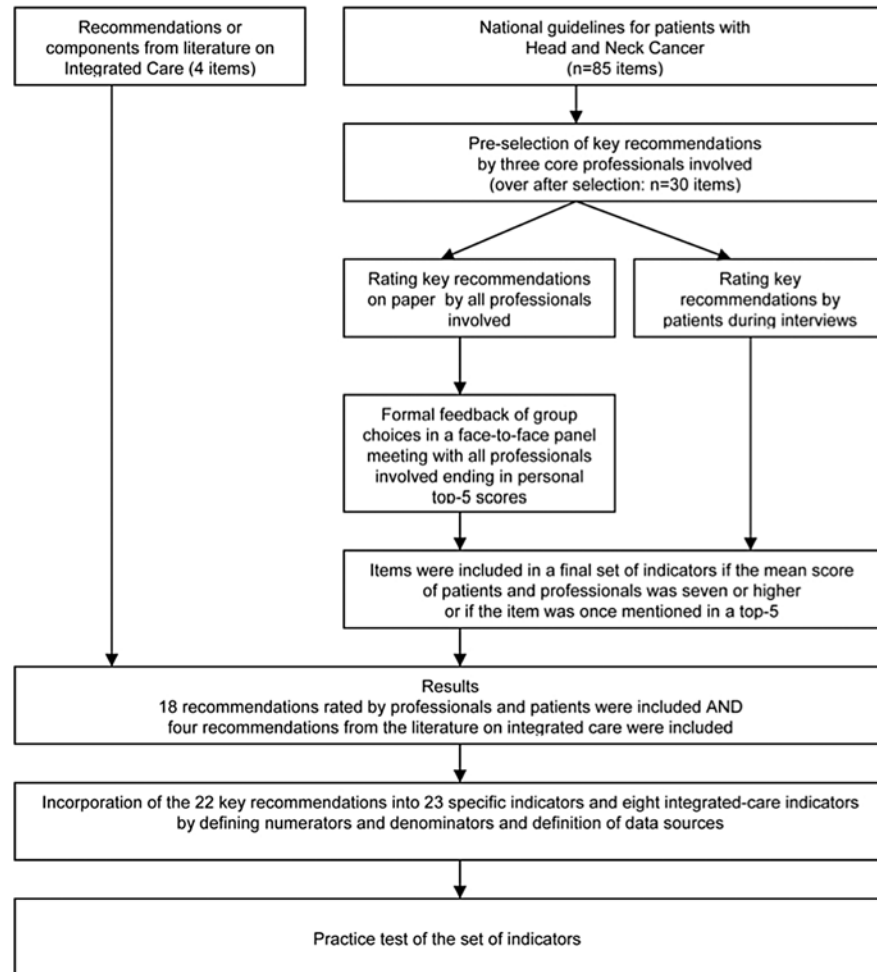 Recommendations or
components from literature on
Integrated Care (4 items)
National guidelines for patients with
Head and Neck Cancer
(n=85 items)
Pre-selection of key recommendations
by three core professionals involved
(over after selection: n=30 items)
Rating key recommendations
on paper by all professionals
involved
Rating key
recommendations by
patients during interviews
Formal feedback of group
choices in a face-to-face panel
meeting with all professionals
involved ending in personal
top-5 scores
Items were included in a final set of indicators if the mean score
of patients and professionals was seven or higher
or if the item was once mentioned in a top-5
Results
18 recommendations rated by professionals and patients were included AND
four recommendations from the literature on integrated care were included
Incorporation of the 22 key recommendations into 23 specific indicators and eight integrated-care indicators
by defining numerators and denominators and definition of data sources
Practice test of the set of indicators